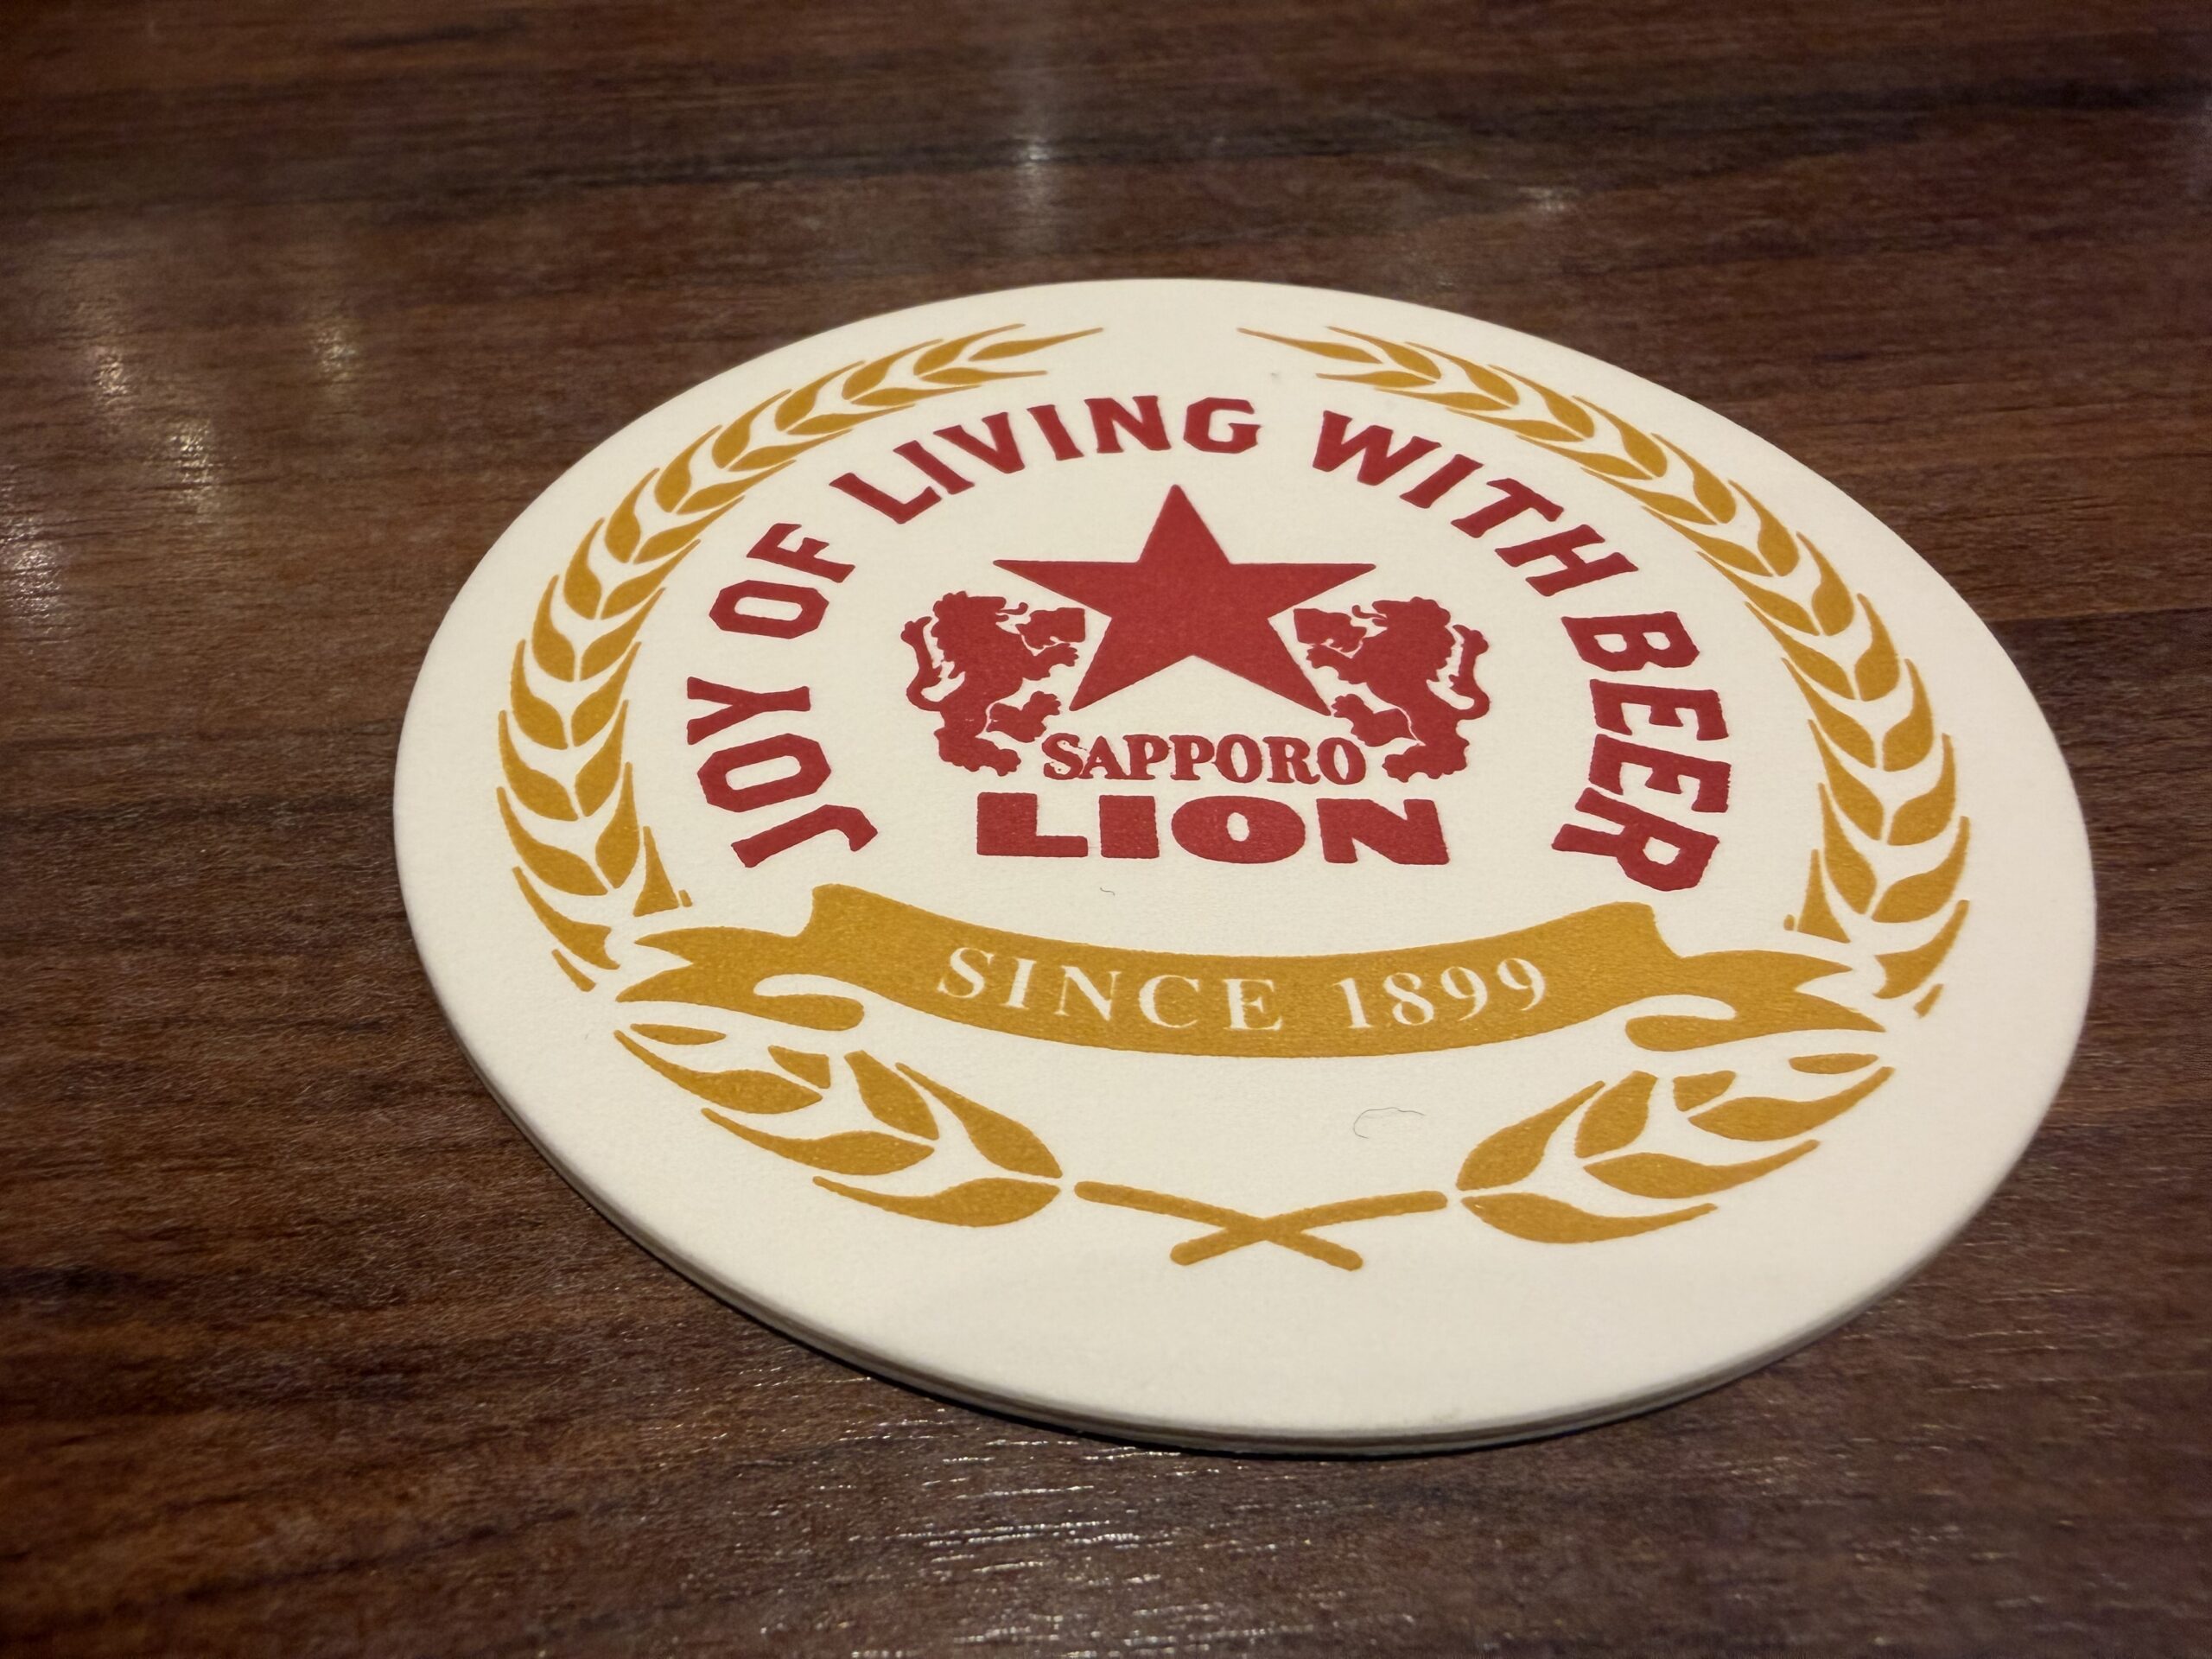 JOY OF LIVING WITH BEER
SAPPORO
LION
SINCE 1899